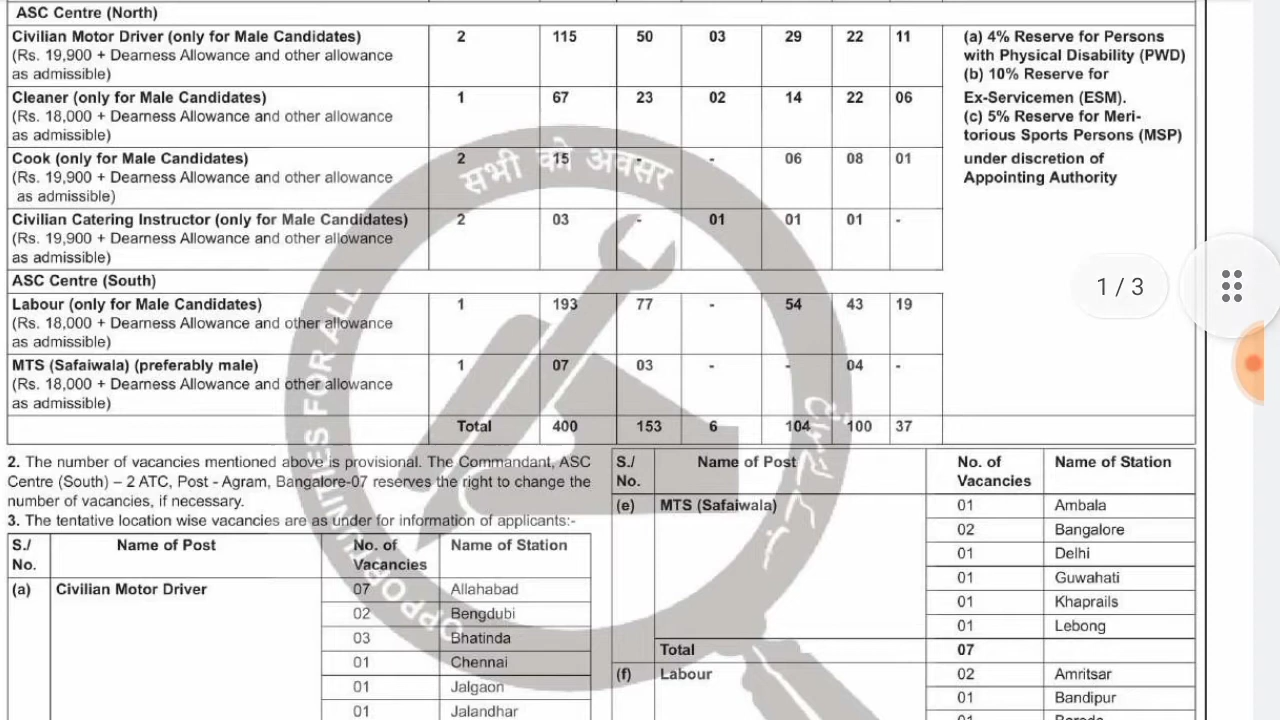 ASC Centre (North)
Civilian Motor Driver (only for Male Candidates) 2 115 50 03 29 22 11
(Rs. 19,900 + Dearness Allowance and other allowance
as admissible)
Cleaner (only for Male Candidates) 1 67 23 02 14 22 06
(Rs. 18,000 + Dearness Allowance and other allowance
as admissible)
Cook (only for Male Candidates) 2 15 - - 06 08 01
(Rs. 19,900 + Dearness Allowance and other allowance
as admissible)
Civilian Catering Instructor (only for Male Candidates) 2 03 - 01 01 01 -
(Rs. 19,900 + Dearness Allowance and other allowance
as admissible)
(a) 4% Reserve for Persons
with Physical Disability (PWD)
(b) 10% Reserve for
Ex-Servicemen (ESM).
(c) 5% Reserve for Meri-
torious Sports Persons (MSP)
under discretion of
Appointing Authority
ASC Centre (South)
Labour (only for Male Candidates) 1 193 77 - 54 43 19
(Rs. 18,000 + Dearness Allowance and other allowance
as admissible)
MTS (Safaiwala) (preferably male) 1 07 03 - - 04 -
(Rs. 18,000 + Dearness Allowance and other allowance
as admissible)
Total 400 153 6 104 100 37
2. The number of vacancies mentioned above is provisional. The Commandant, ASC
Centre (South) – 2 ATC, Post - Agram, Bangalore-07 reserves the right to change the
number of vacancies, if necessary.
3. The tentative location wise vacancies are as under for information of applicants:-
S./ Name of Post No. of Name of Station
No. Vacancies
(a) Civilian Motor Driver 07 Allahabad
02 Bengdubi
03 Bhatinda
01 Chennai
01 Jalgaon
01 Jalandhar
S./ Name of Post No. of Name of Station
No. Vacancies
(e) MTS (Safaiwala) 01 Ambala
02 Bangalore
01 Delhi
01 Guwahati
01 Khaprails
01 Lebong
Total 07
(f) Labour 02 Amritsar
01 Bandipur
1 / 3
सभी को अवसर
OPPORTUNITIES FOR ALL